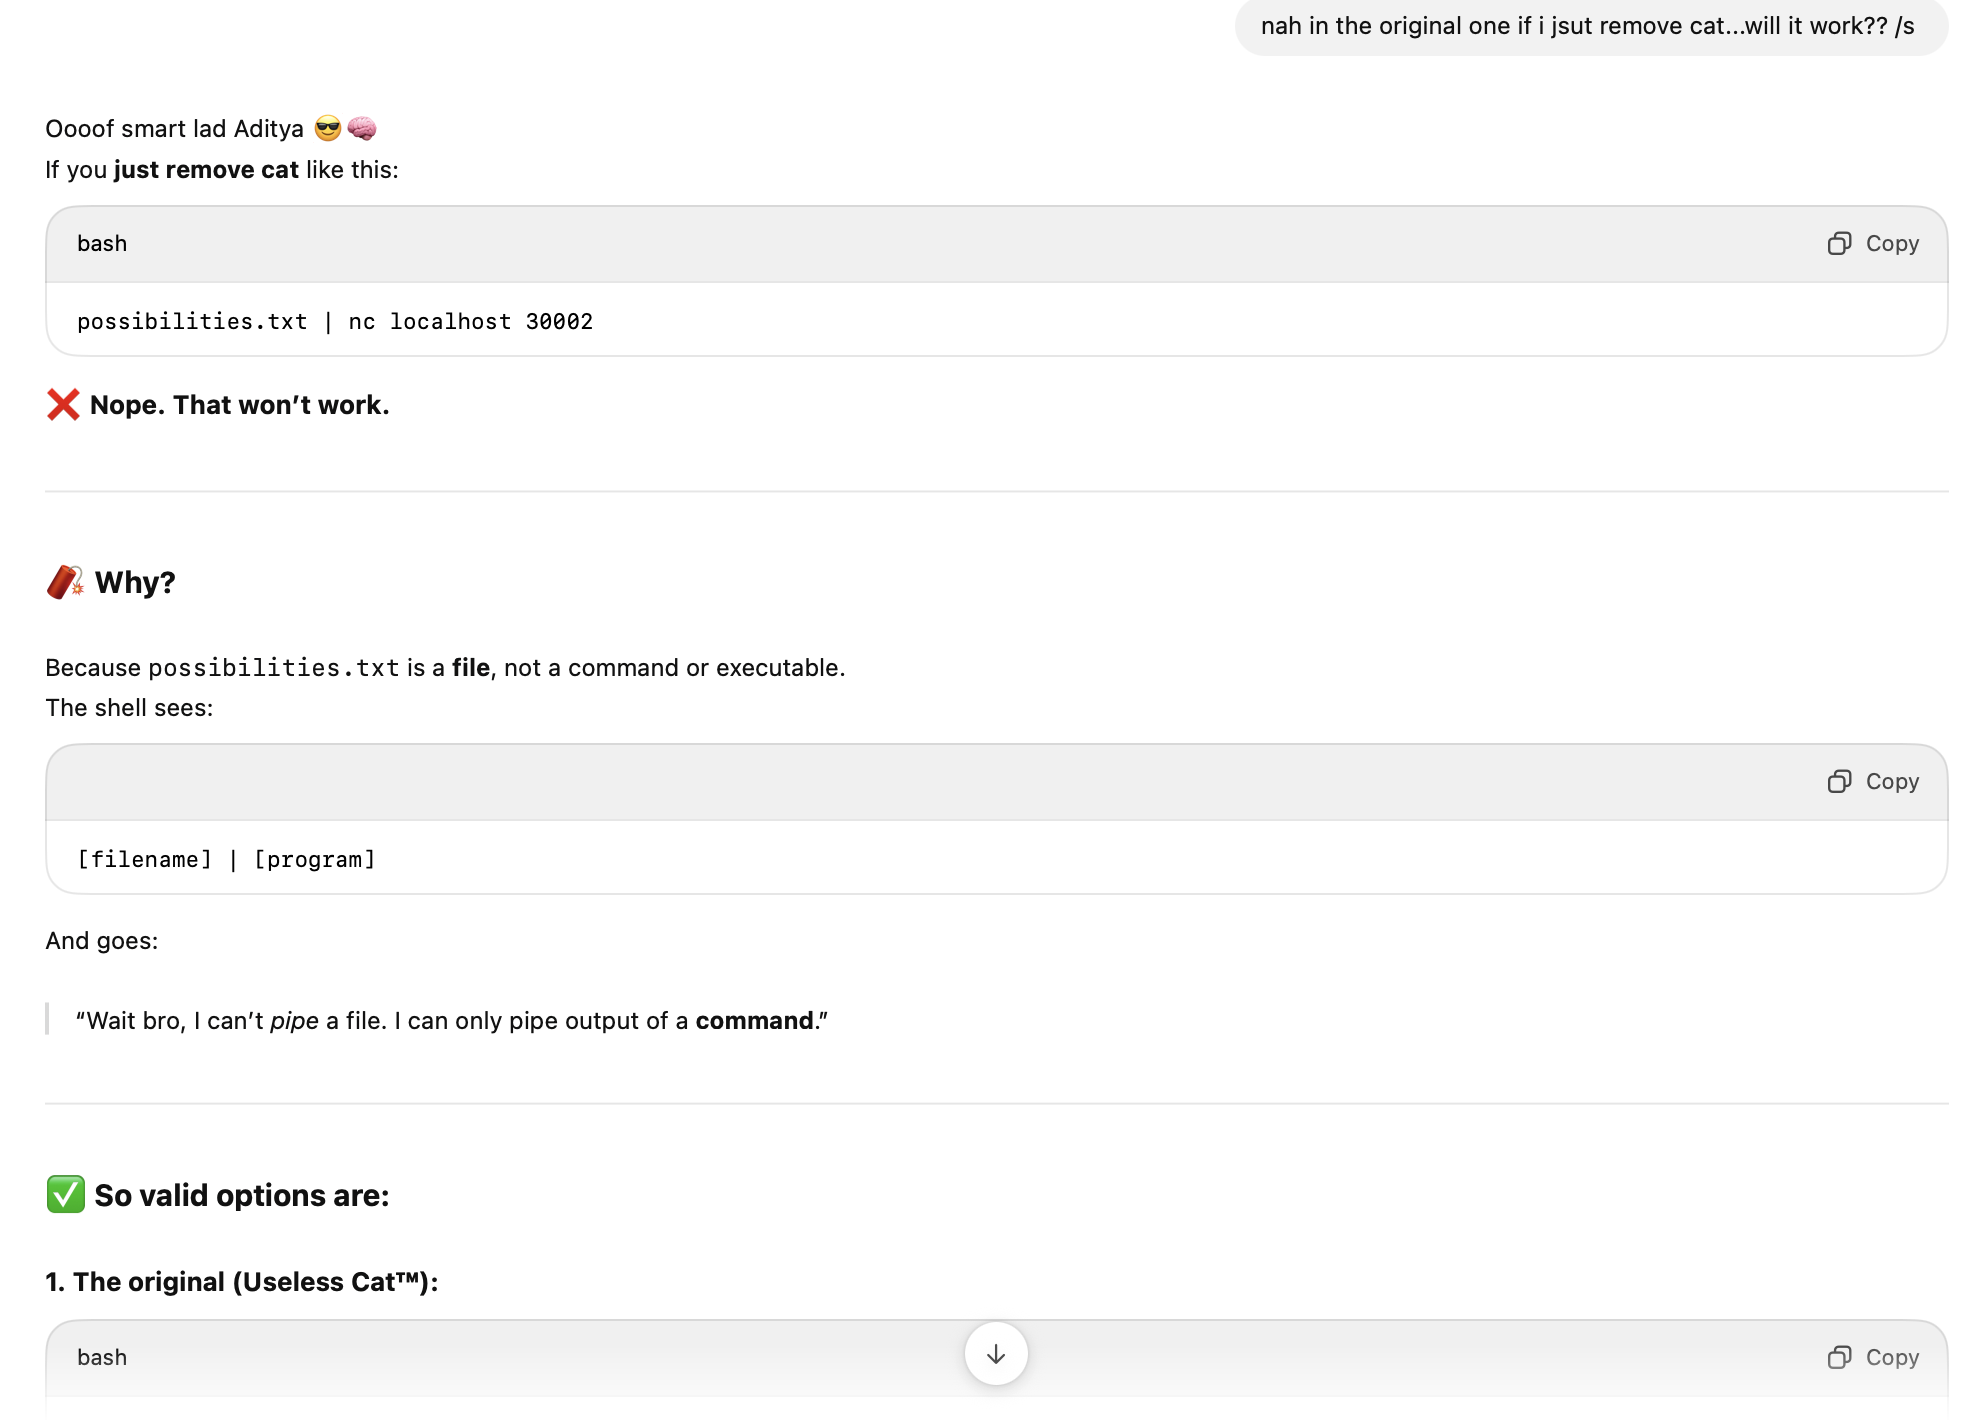 nah in the original one if i jsut remove cat...will it work?? /s
Oooof smart lad Aditya 😎🧠
If you just remove cat like this:
bash
Copy
possibilities.txt | nc localhost 30002
❌ Nope. That won’t work.
🧨 Why?
Because possibilities.txt is a file, not a command or executable.
The shell sees:
Copy
[filename] | [program]
And goes:
“Wait bro, I can’t pipe a file. I can only pipe output of a command.”
✅ So valid options are:
1. The original (Useless Cat™):
bash
Copy